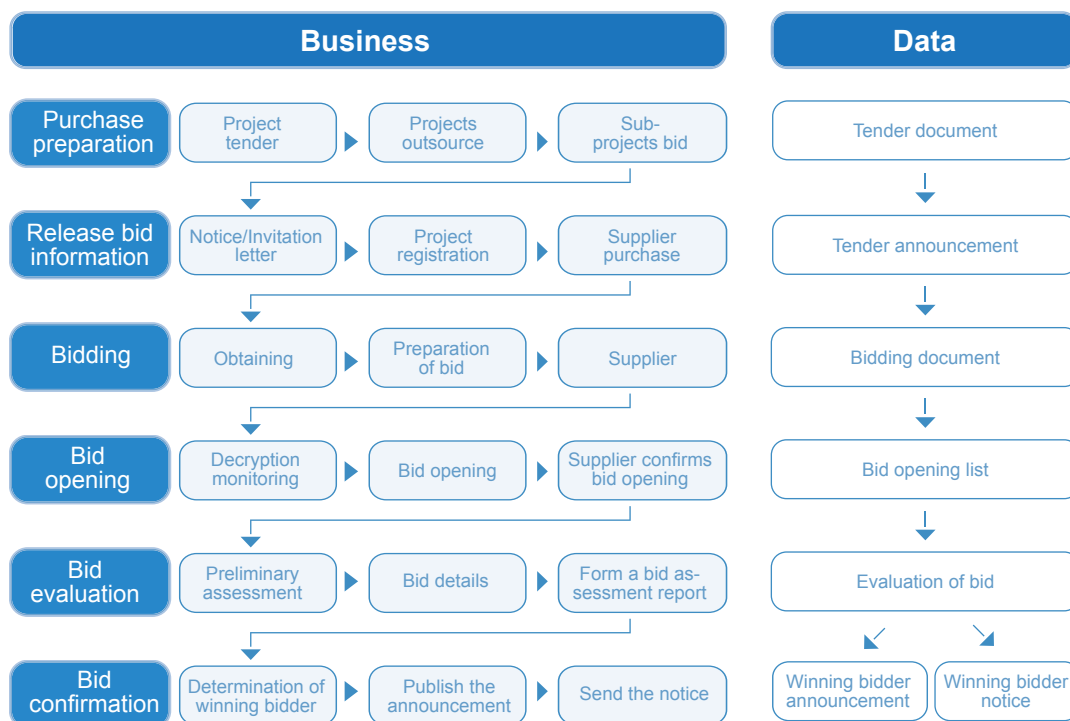 Business
Data
Purchase
preparation
Project
tender
Projects
outsource
Sub-
projects bid
Tender document
Release bid
information
Notice/Invitation
letter
Project
registration
Supplier
purchase
Tender announcement
Bidding
Obtaining
Preparation
of bid
Supplier
Bidding document
Bid
opening
Decryption
monitoring
Bid opening
Supplier confirms
bid opening
Bid opening list
Bid
evaluation
Preliminary
assessment
Bid details
Form a bid as-
sessment report
Evaluation of bid
Bid
confirmation
Determination of
winning bidder
Publish the
announcement
Send the notice
Winning bidder
announcement
Winning bidder
notice